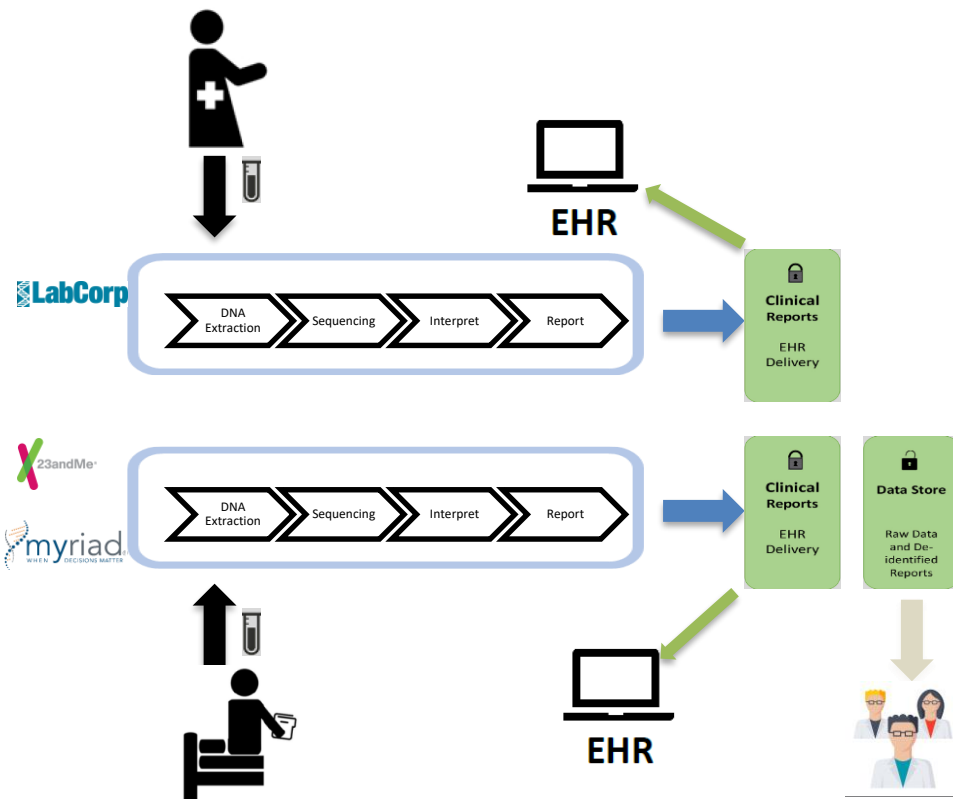 EHR
LabCorp
DNA
Extraction
Sequencing
Interpret
Report
Clinical
Reports
EHR
Delivery
23andMe
myriad
WHEN DECISIONS MATTER
DNA
Extraction
Sequencing
Interpret
Report
Clinical
Reports
EHR
Delivery
Data Store
Raw Data
and De-
identified
Reports
EHR